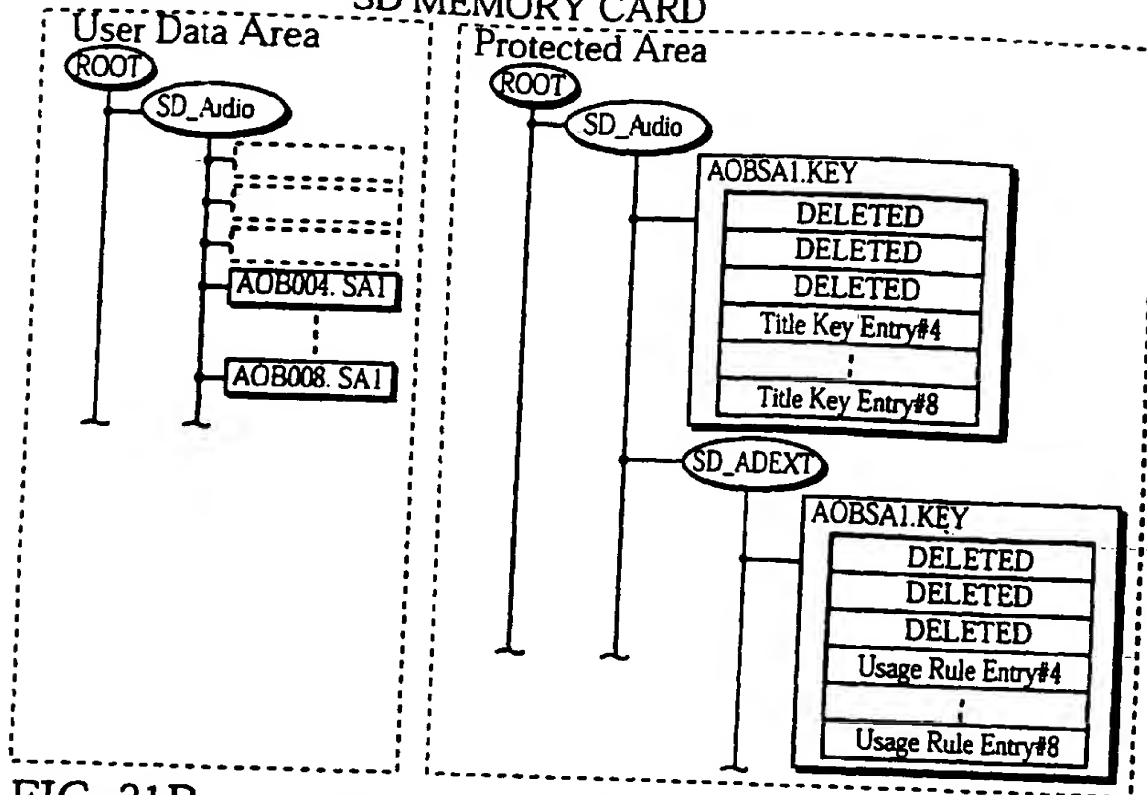 SD MEMORY CARD
User Data Area
ROOT
SD_Audio
AOB004. SA1
AOB008. SA1
Protected Area
ROOT
SD_Audio
AOBSA1.KEY
DELETED
DELETED
DELETED
Title Key Entry#4
Title Key Entry#8
SD_ADEXT
AOBSA1.KEY
DELETED
DELETED
DELETED
Usage Rule Entry#4
Usage Rule Entry#8